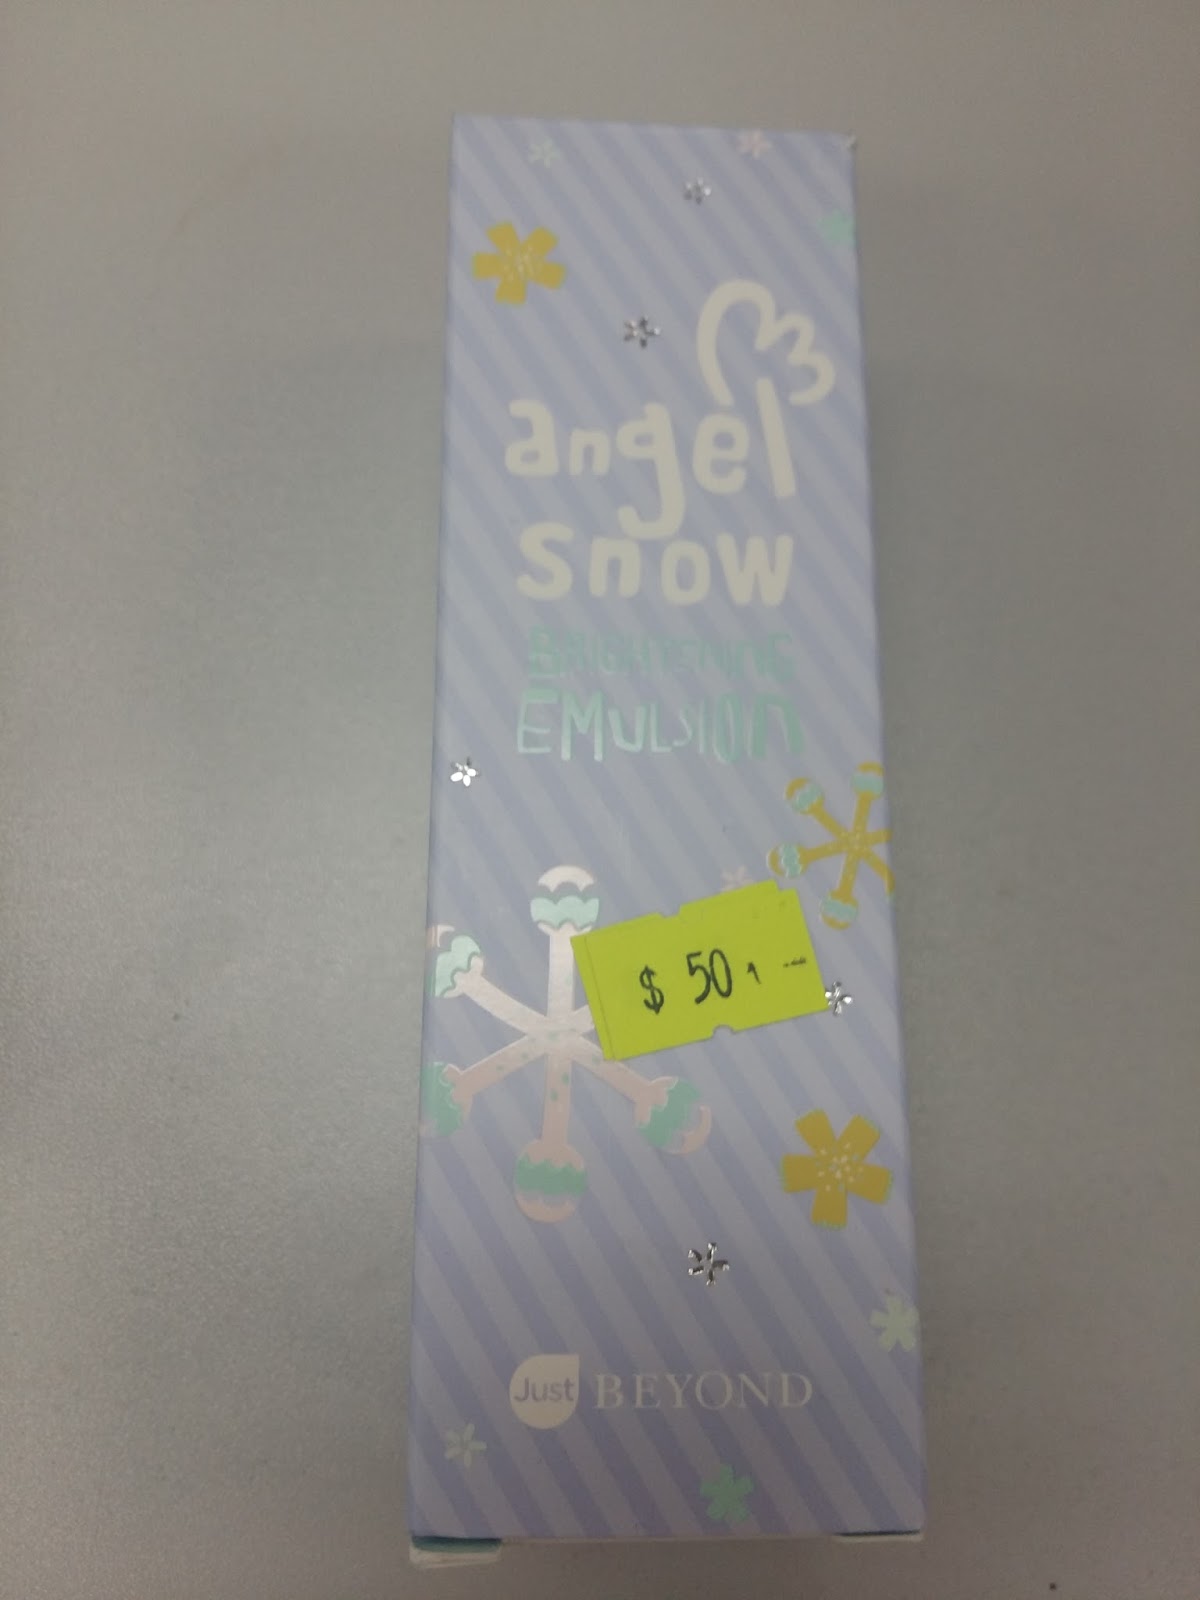 angel
snow
BRIGHTENING
EMULSION
$ 50
Just BEYOND